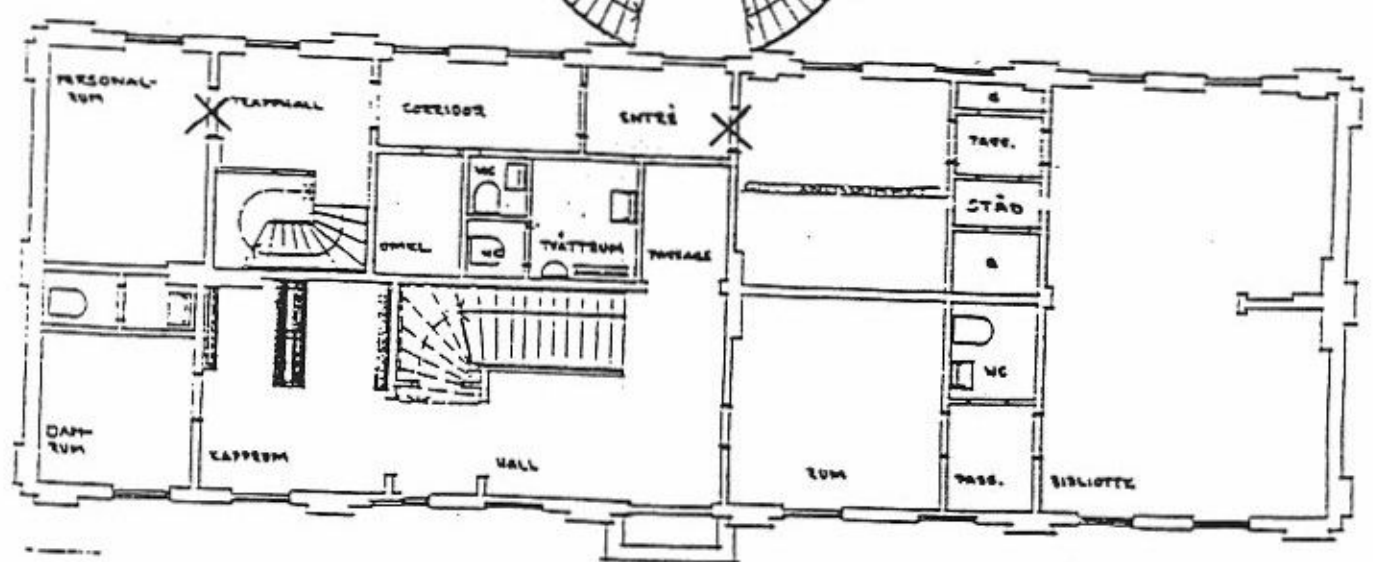 PERSONAL-
RUM
TRAPPHALL
CORRIDOR
ENTRÉ
G
PASS.
STÄD
G
WC
WC
OMKL
TVÄTTRUM
PASSAGE
WC
DAM-
RUM
KAPPRUM
HALL
RUM
PASS.
BIBLIOTEK